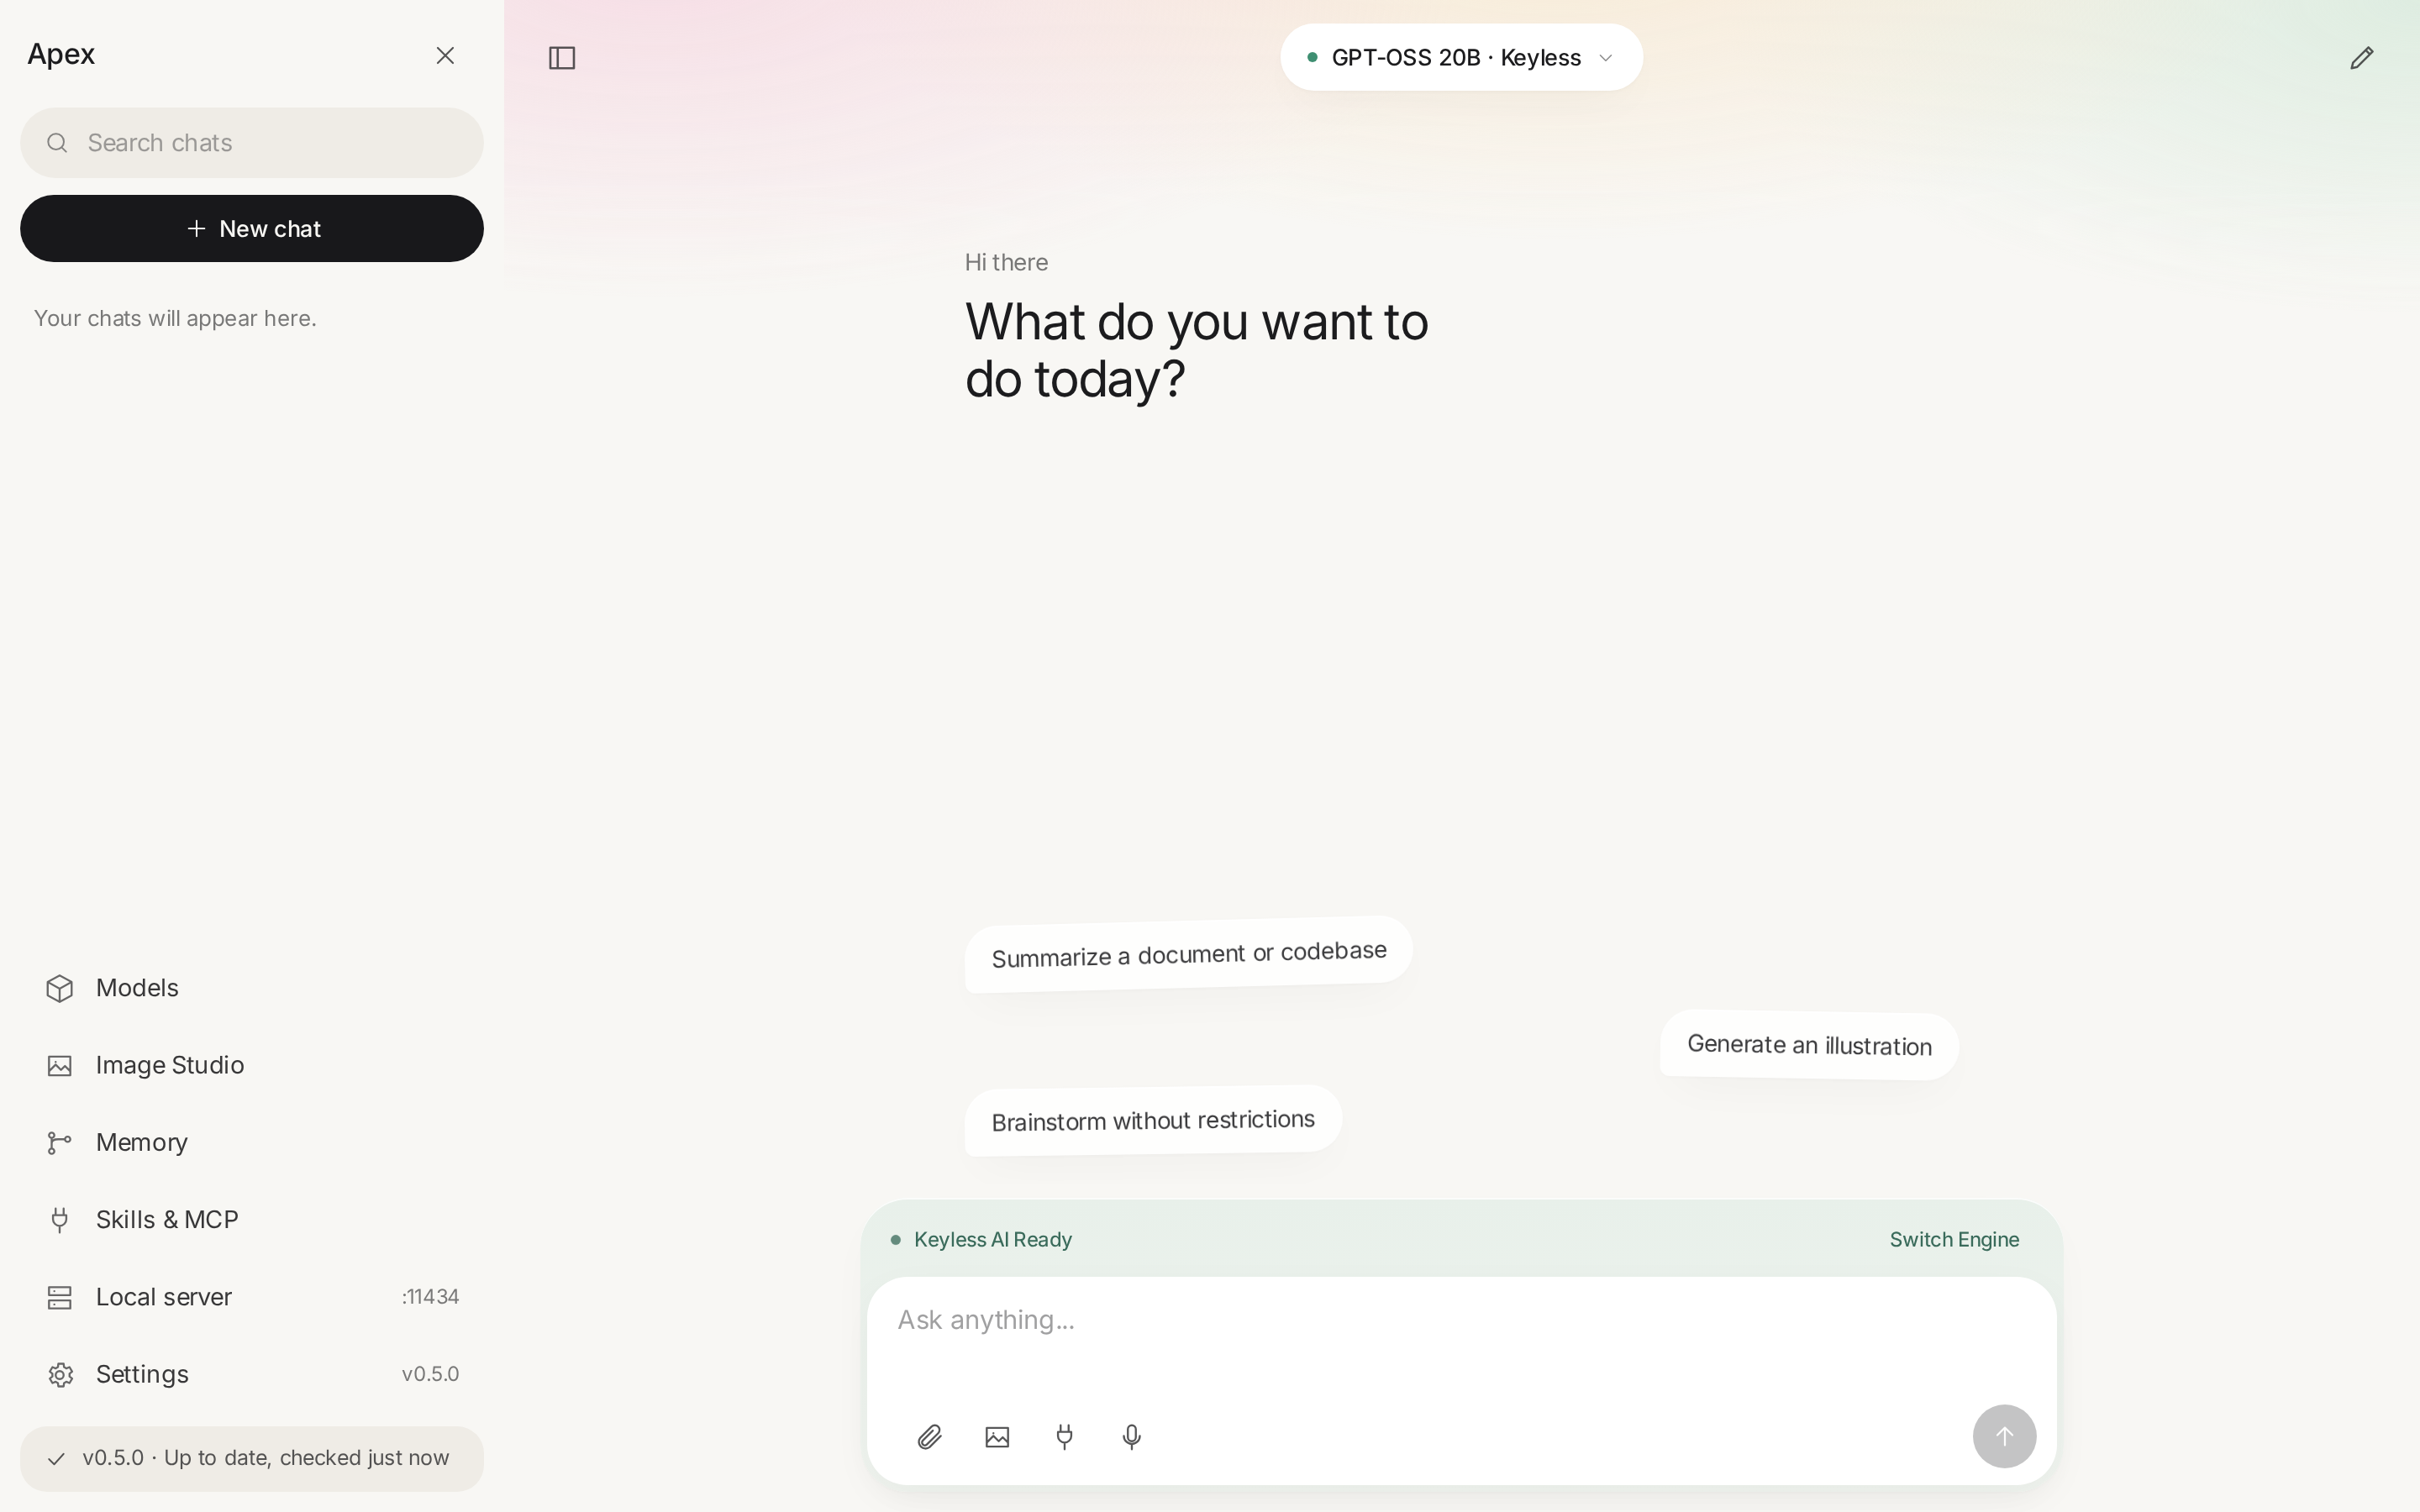 Apex
Search chats
New chat
Your chats will appear here.
Models
Image Studio
Memory
Skills & MCP
Local server :11434
Settings v0.5.0
v0.5.0 · Up to date, checked just now
GPT-OSS 20B · Keyless
Hi there
What do you want to
do today?
Summarize a document or codebase
Generate an illustration
Brainstorm without restrictions
Keyless AI Ready
Switch Engine
Ask anything...